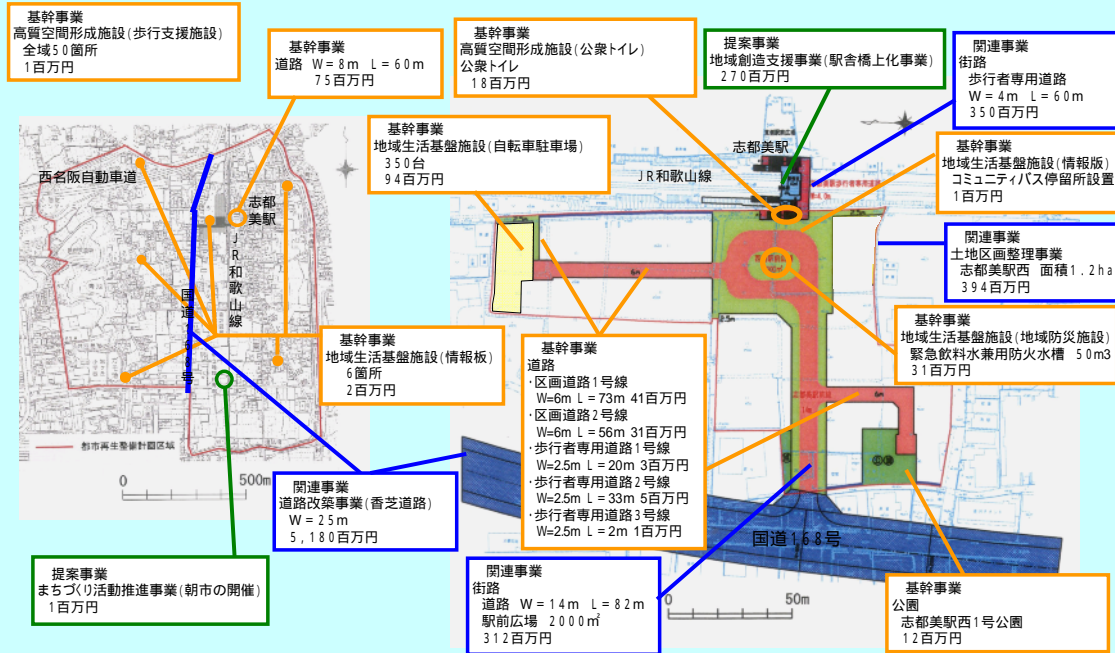 基幹事業
高質空間形成施設(歩行支援施設)
全域50箇所
1百万円
基幹事業
道路 W=8m L=60m
75百万円
基幹事業
高質空間形成施設(公衆トイレ)
公衆トイレ
18百万円
提案事業
地域創造支援事業(駅舎橋上化事業)
270百万円
関連事業
街路
歩行者専用道路
W=4m L=60m
350百万円
基幹事業
地域生活基盤施設(自転車駐車場)
350台
94百万円
志都美駅
JR和歌山線
基幹事業
地域生活基盤施設(情報版)
コミュニティバス停留所設置
1百万円
西名阪自動車道
志都
美駅
JR和歌山線
国道168号
関連事業
土地区画整理事業
志都美駅西 面積1.2ha
394百万円
2.5m
2.5m
2.5m
6m
6m
基幹事業
地域生活基盤施設(地域防災施設)
緊急飲料水兼用防火水槽 50m3
31百万円
基幹事業
地域生活基盤施設(情報板)
6箇所
2百万円
基幹事業
道路
・区画道路1号線
W=6m L=73m 41百万円
・区画道路2号線
W=6m L=56m 31百万円
・歩行者専用道路1号線
W=2.5m L=20m 3百万円
・歩行者専用道路2号線
W=2.5m L=33m 5百万円
・歩行者専用道路3号線
W=2.5m L=2m 1百万円
都市再生整備計画区域
0 500m
関連事業
道路改築事業(香芝道路)
W=25m
5,180百万円
国道168号
提案事業
まちづくり活動推進事業(朝市の開催)
1百万円
関連事業
街路
道路 W=14m L=82m
駅前広場 2000㎡
312百万円
0 50m
基幹事業
公園
志都美駅西1号公園
12百万円